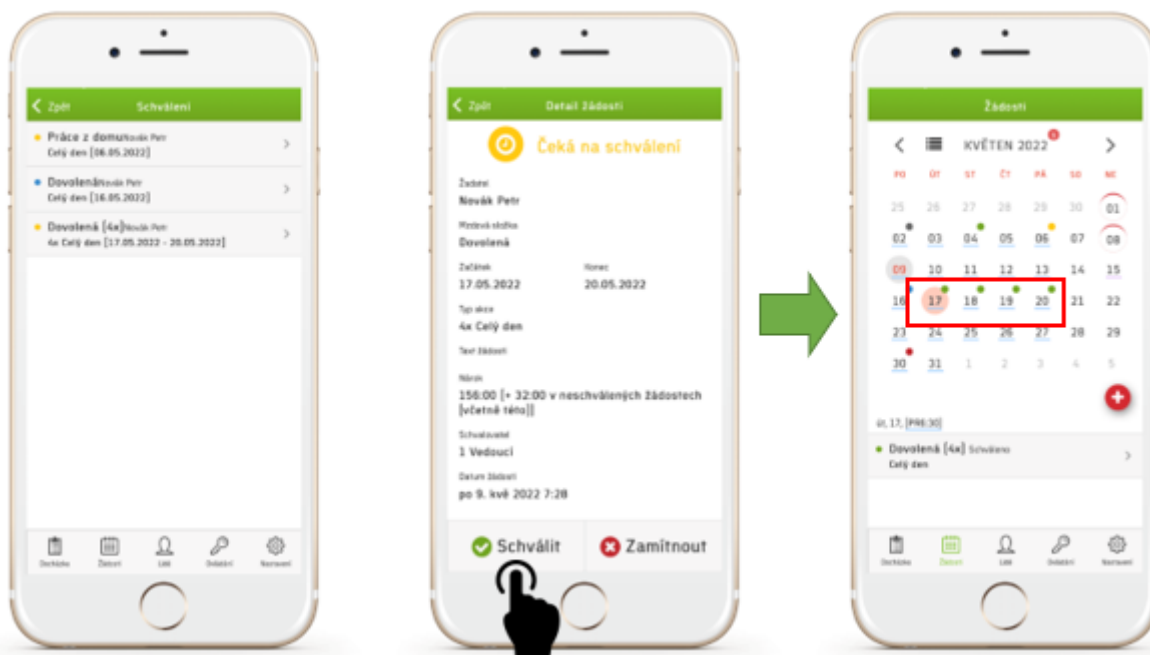 Zpět
Schválení
Práce z domu Novák Petr
Celý den [06.05.2022]
Dovolená Novák Petr
Celý den [16.05.2022]
Dovolená [4x] Novák Petr
4x Celý den [17.05.2022 - 20.05.2022]
Docházka
Žádosti
Lidé
Ovládání
Nastavení
Zpět
Detail žádosti
Čeká na schválení
Žadatel
Novák Petr
Mzdová složka
Dovolená
Začátek Konec
17.05.2022 20.05.2022
Typ akce
4x Celý den
Text žádosti
Nárok
156:00 [+ 32:00 v neschválených žádostech
[včetně této]]
Schvalovatel
1 Vedoucí
Datum žádosti
po 9. kvě 2022 7:28
Schválit Zamítnout
Žádosti
KVĚTEN 2022
PO ÚT ST ČT PÁ SO NE
25 26 27 28 29 30 01
02 03 04 05 06 07 08
09 10 11 12 13 14 15
16 17 18 19 20 21 22
23 24 25 26 27 28 29
30 31 1 2 3 4 5
út, 17, [PR6:30]
Dovolená [4x] Schváleno
Celý den
Docházka
Žádosti
Lidé
Ovládání
Nastavení